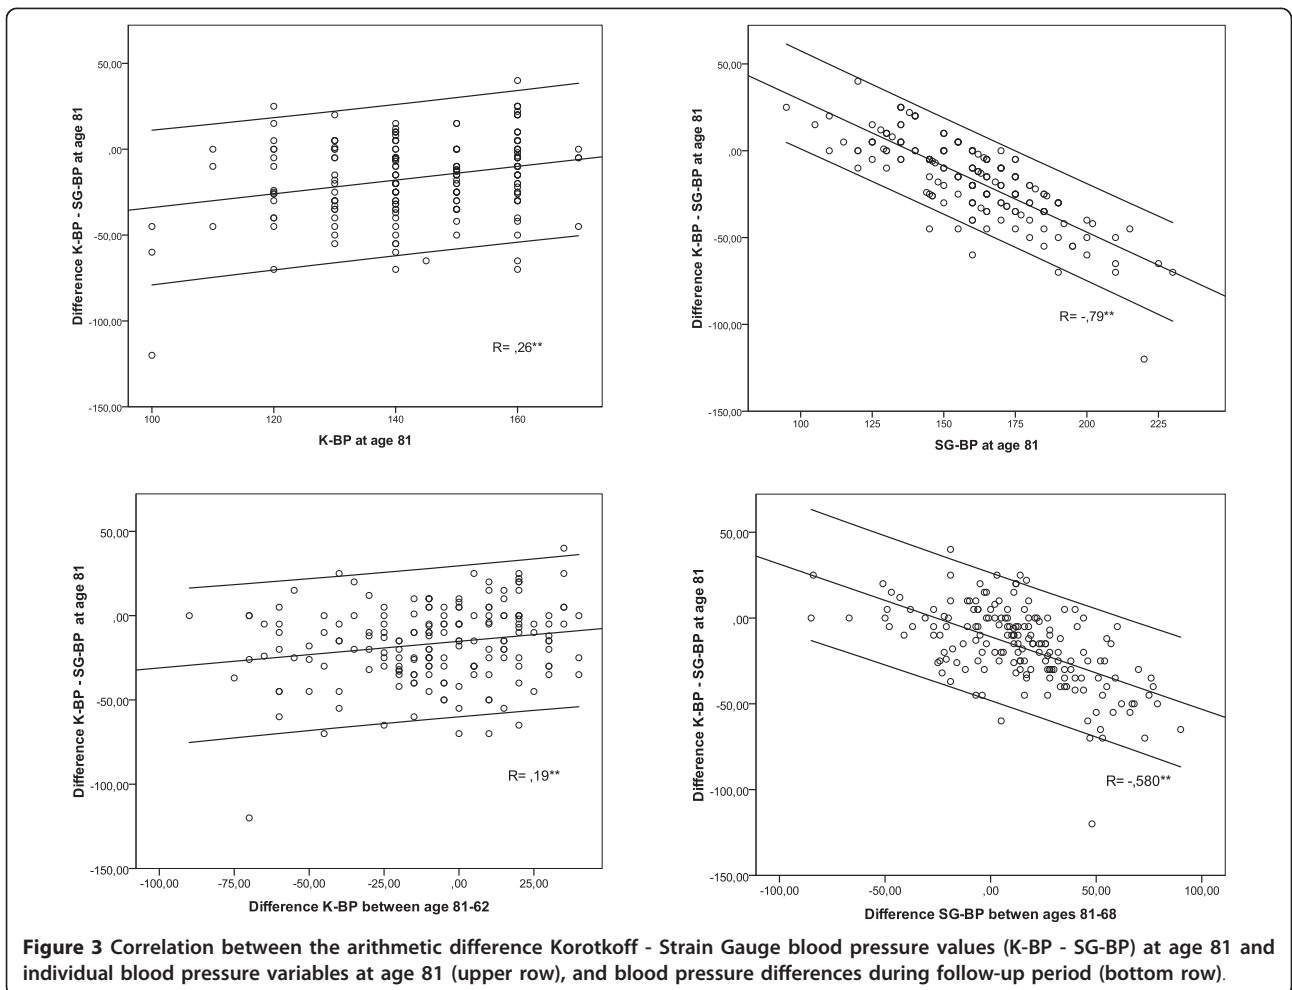 50,00
,00
-50,00
-100,00
-150,00
Difference K-BP - SG-BP at age 81
R= ,26**
100 120 140 160
K-BP at age 81
50,00
,00
-50,00
-100,00
-150,00
Difference K-BP - SG-BP at age 81
R= -,79**
100 125 150 175 200 225
SG-BP at age 81
50,00
,00
-50,00
-100,00
-150,00
Difference K-BP - SG-BP at age 81
R= ,19**
-100,00 -75,00 -50,00 -25,00 ,00 25,00
Difference K-BP between age 81-62
50,00
,00
-50,00
-100,00
-150,00
Difference K-BP - SG-BP at age 81
R= -,580**
-100,00 -50,00 ,00 50,00 100,00
Difference SG-BP betwen ages 81-68
Figure 3 Correlation between the arithmetic difference Korotkoff - Strain Gauge blood pressure values (K-BP - SG-BP) at age 81 and
individual blood pressure variables at age 81 (upper row), and blood pressure differences during follow-up period (bottom row).